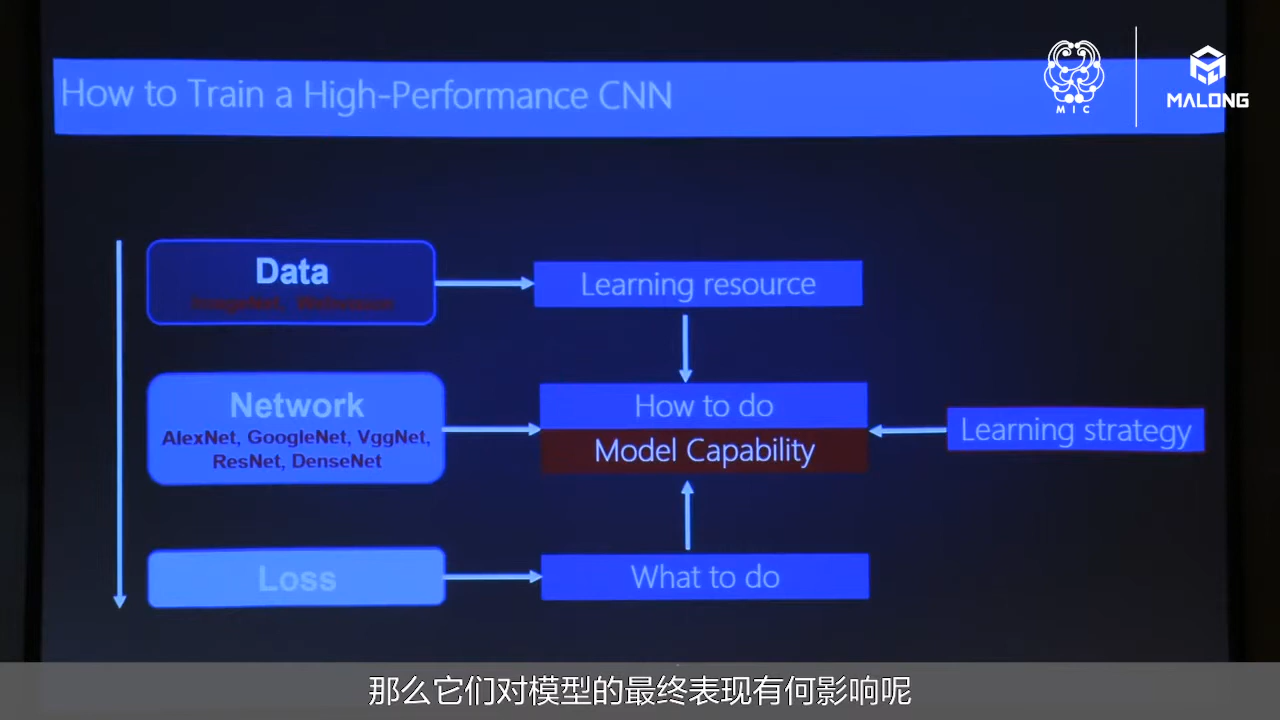 How to Train a High-Performance CNN
MIC
MALONG
Data
Learning resource
Network
AlexNet, GoogleNet, VggNet,
ResNet, DenseNet
How to do
Model Capability
Learning strategy
Loss
What to do
那么它们对模型的最终表现有何影响呢